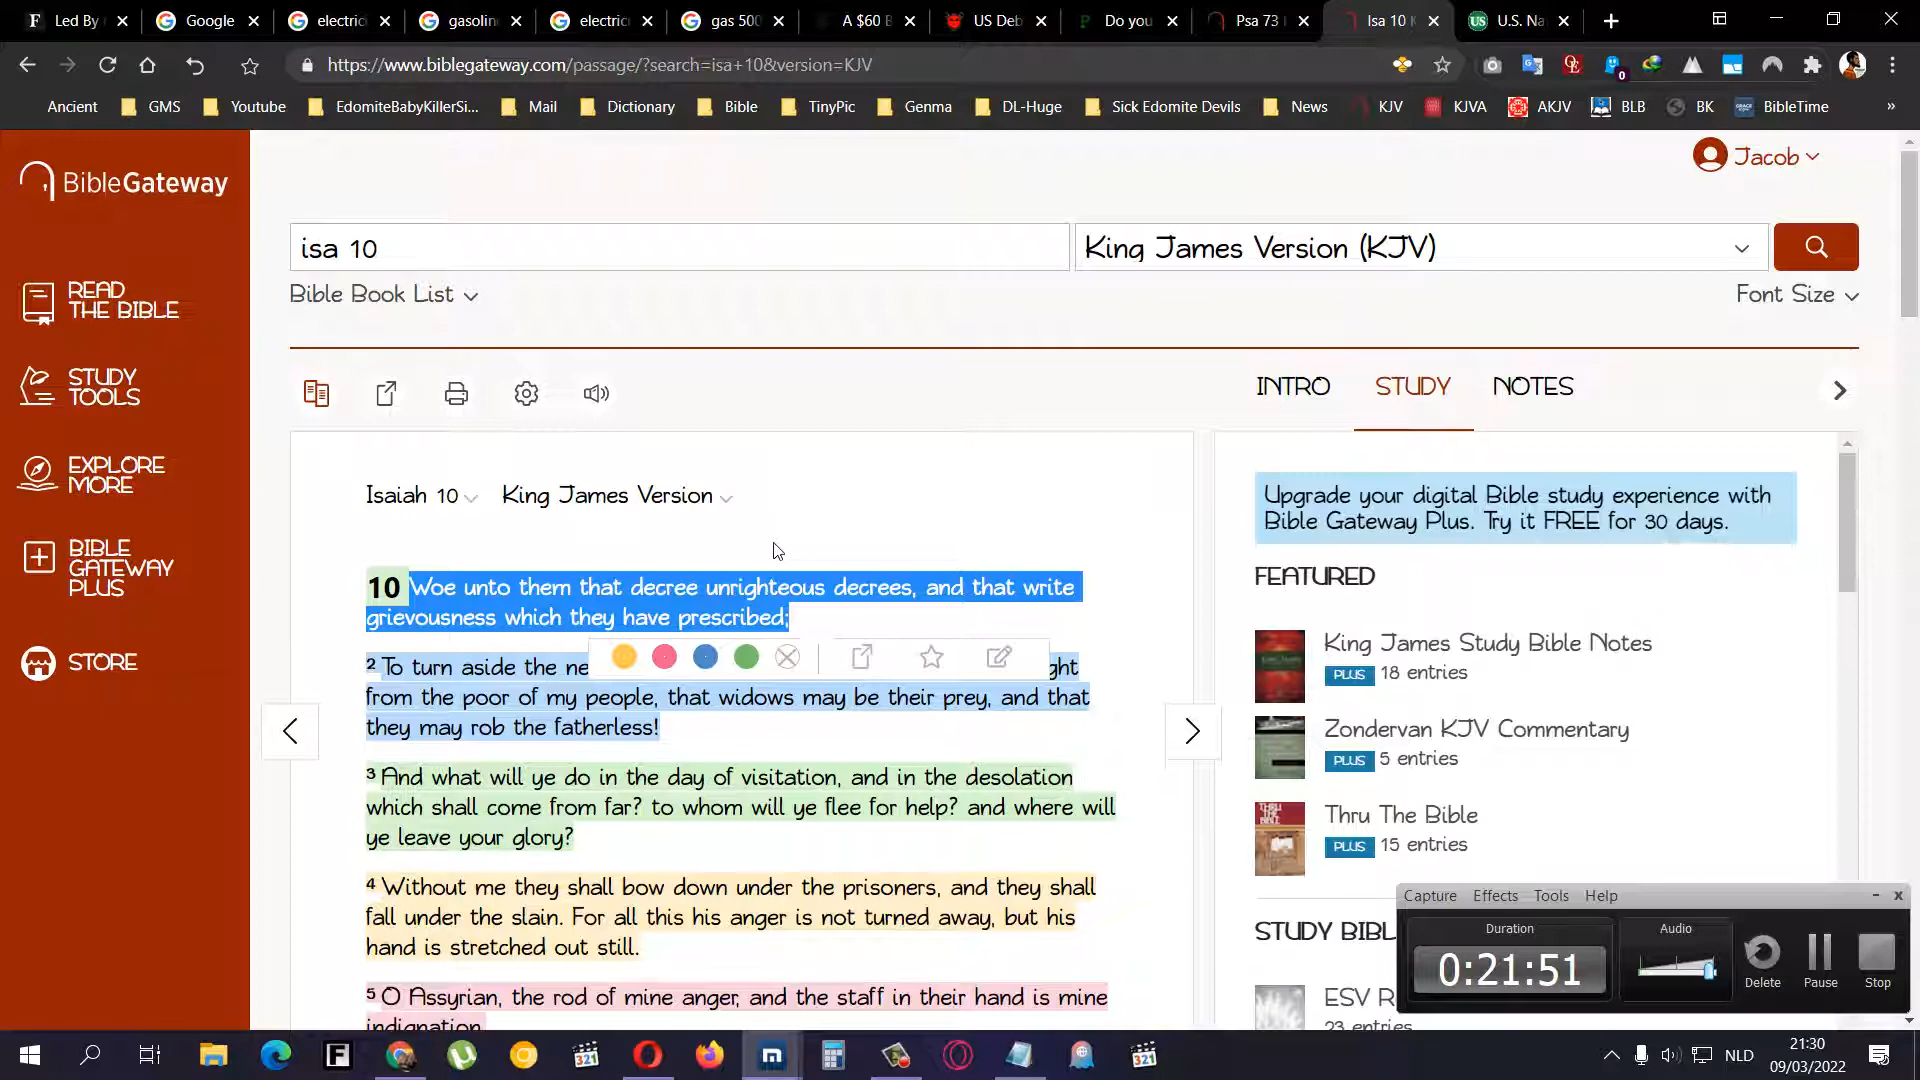 Led By
Google
electric
gasolin
electric
gas 500
A $60 B
US Deb
Do you
Psa 73
Isa 10 K
U.S. Na
https://www.biblegateway.com/passage/?search=isa+10&version=KJV
0
Ancient
GMS
Youtube
EdomiteBabyKillerSi...
Mail
Dictionary
Bible
TinyPic
Genma
DL-Huge
Sick Edomite Devils
News
KJV
KJVA
AKJV
BLB
BK
BibleTime
»
BibleGateway
Jacob
isa 10
King James Version (KJV)
Bible Book List
Font Size
READ
THE BIBLE
STUDY
TOOLS
EXPLORE
MORE
BIBLE
GATEWAY
PLUS
STORE
INTRO
STUDY
NOTES
Isaiah 10
King James Version
10 Woe unto them that decree unrighteous decrees, and that write
grievousness which they have prescribed;
2 To turn aside the ne
ght
from the poor of my people, that widows may be their prey, and that
they may rob the fatherless!
3 And what will ye do in the day of visitation, and in the desolation
which shall come from far? to whom will ye flee for help? and where will
ye leave your glory?
4 Without me they shall bow down under the prisoners, and they shall
fall under the slain. For all this his anger is not turned away, but his
hand is stretched out still.
5 O Assyrian, the rod of mine anger, and the staff in their hand is mine
indignation.
Upgrade your digital Bible study experience with
Bible Gateway Plus. Try it FREE for 30 days.
FEATURED
King James Study Bible Notes
PLUS 18 entries
Zondervan KJV Commentary
PLUS 5 entries
THRU THE
BIBLE
Thru The Bible
PLUS 15 entries
STUDY BIBL
ESV R
23 entries
Capture
Effects
Tools
Help
Duration
0:21:51
Audio
Delete
Pause
Stop
321
321
NLD
21:30
09/03/2022